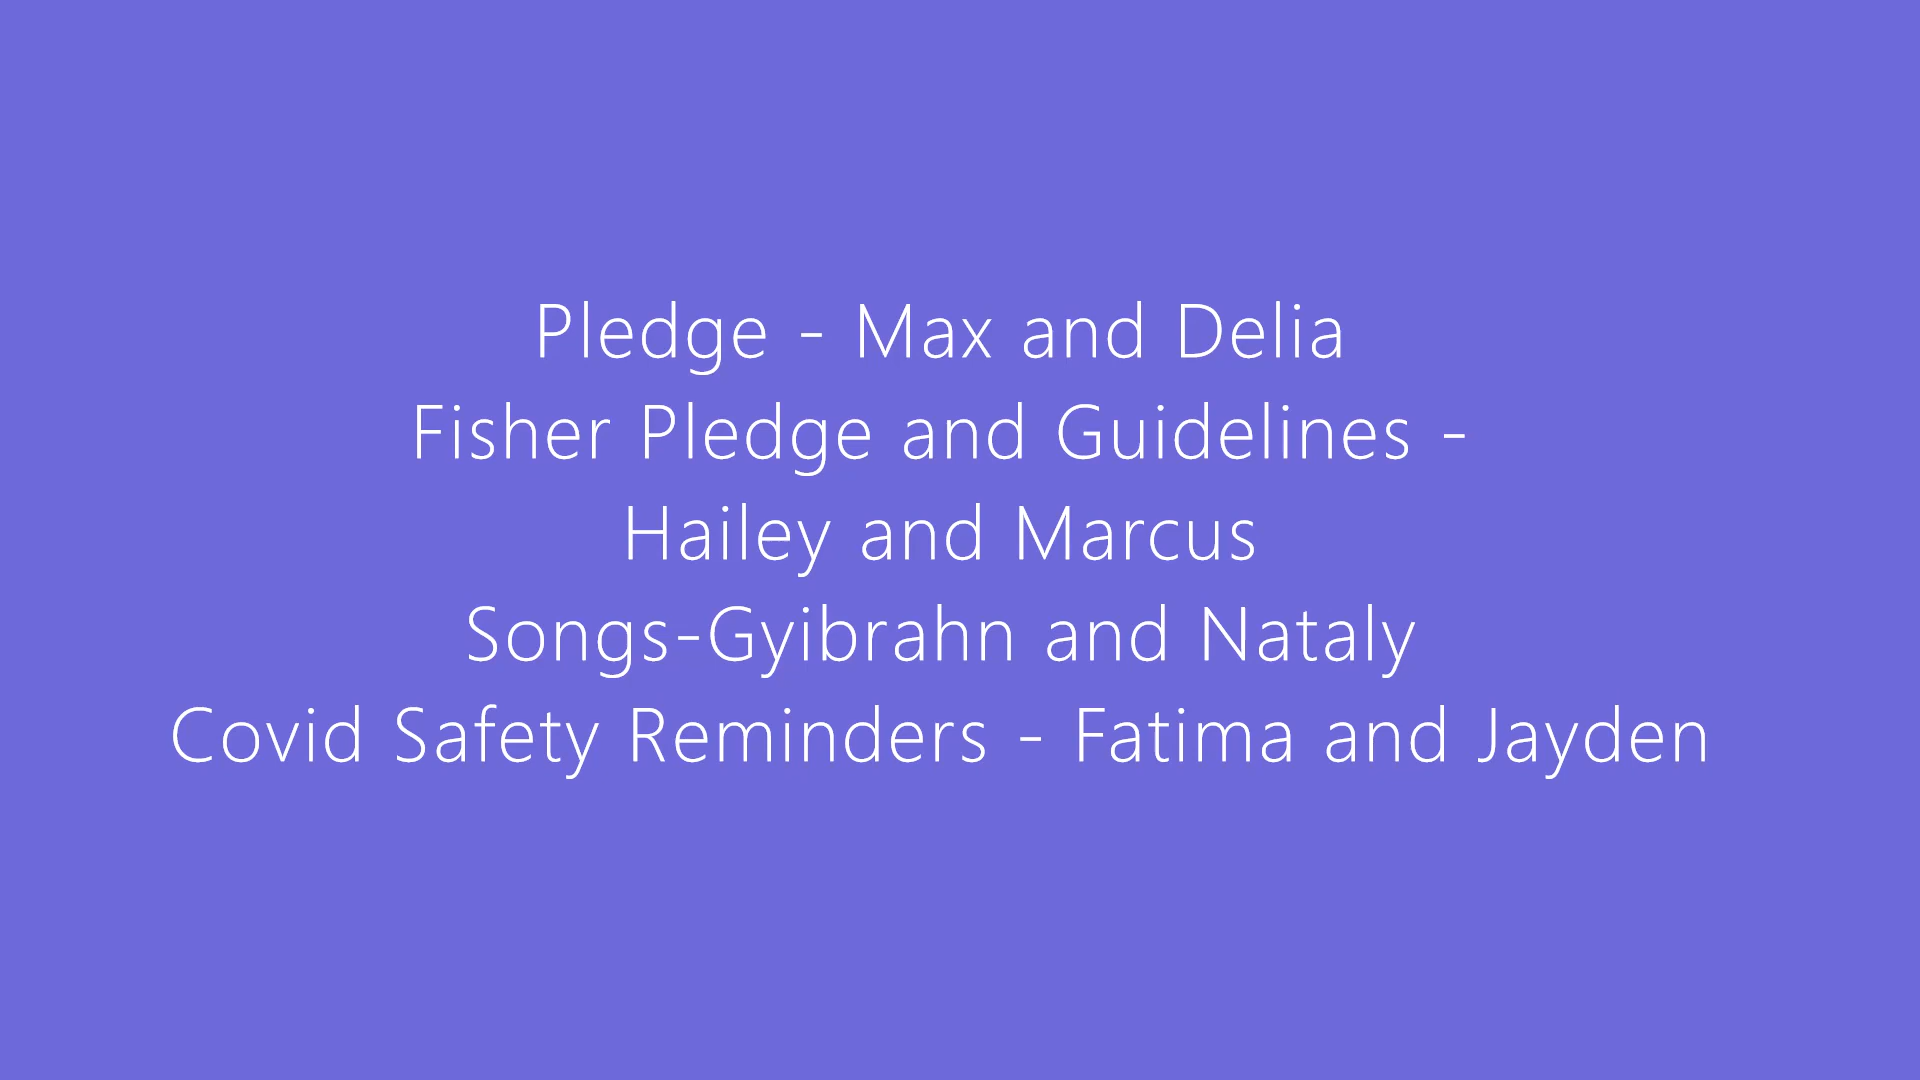 Pledge - Max and Delia
Fisher Pledge and Guidelines -
Hailey and Marcus
Songs-Gyibrahn and Nataly
Covid Safety Reminders - Fatima and Jayden